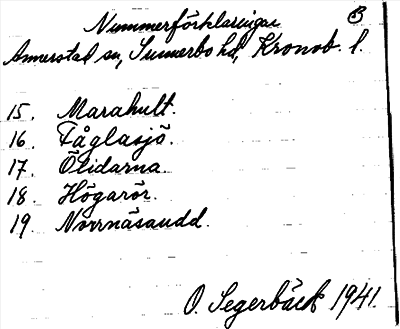 Nummerförklaringar B
Annerstad sn, Sunnerbo hd, Kronob. l.
15. Marahult.
16. Fåglasjö.
17. Ölidarna.
18. Högarör.
19. Norrnäsaudd.
O. Segerbäck 1941.